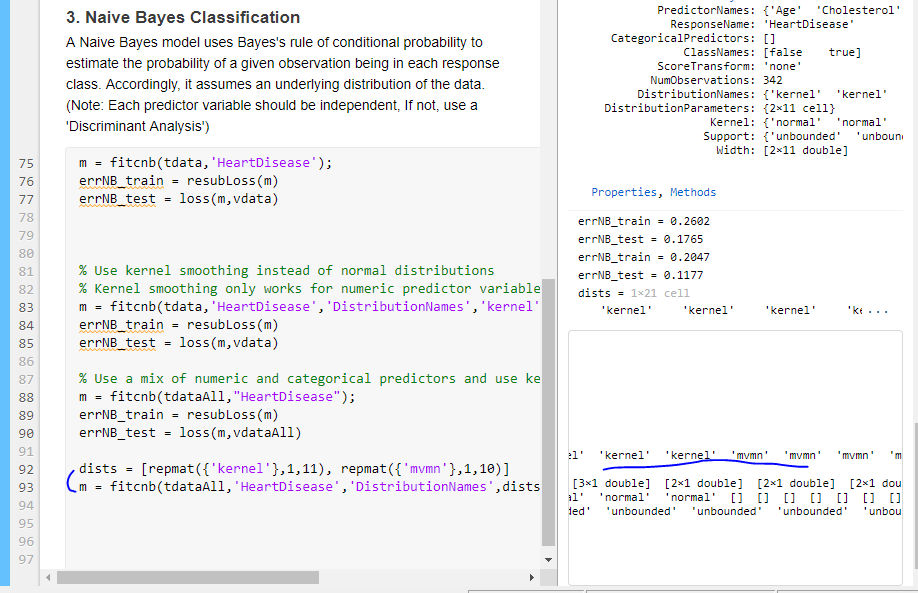 3. Naive Bayes Classification
A Naive Bayes model uses Bayes's rule of conditional probability to
estimate the probability of a given observation being in each response
class. Accordingly, it assumes an underlying distribution of the data.
(Note: Each predictor variable should be independent, If not, use a
'Discriminant Analysis')
75 m = fitcnb(tdata,'HeartDisease');
76 errNB_train = resubLoss(m)
77 errNB_test = loss(m,vdata)
78
79
80
81 % Use kernel smoothing instead of normal distributions
82 % Kernel smoothing only works for numeric predictor variable
83 m = fitcnb(tdata,'HeartDisease','DistributionNames','kernel'
84 errNB_train = resubLoss(m)
85 errNB_test = loss(m,vdata)
86
87 % Use a mix of numeric and categorical predictors and use ke
88 m = fitcnb(tdataAll,"HeartDisease");
89 errNB_train = resubLoss(m)
90 errNB_test = loss(m,vdataAll)
91
92 dists = [repmat({'kernel'},1,11), repmat({'mvmn'},1,10)]
93 m = fitcnb(tdataAll,'HeartDisease','DistributionNames',dists
94
95
96
97
PredictorNames: {'Age' 'Cholesterol'
ResponseName: 'HeartDisease'
CategoricalPredictors: []
ClassNames: [false true]
ScoreTransform: 'none'
NumObservations: 342
DistributionNames: {'kernel' 'kernel'
DistributionParameters: {2×11 cell}
Kernel: {'normal' 'normal'
Support: {'unbounded' 'unboun
Width: [2×11 double]
Properties, Methods
errNB_train = 0.2602
errNB_test = 0.1765
errNB_train = 0.2047
errNB_test = 0.1177
dists = 1×21 cell
'kernel' 'kernel' 'kernel' 'ke...
el' 'kernel' 'kernel' 'mvmn' 'mvmn' 'mvmn' 'm
[3×1 double] [2×1 double] [2×1 double] [2×1 dou
al' 'normal' 'normal' [] [] [] [] [] [] []
ded' 'unbounded' 'unbounded' 'unbounded' 'unbou